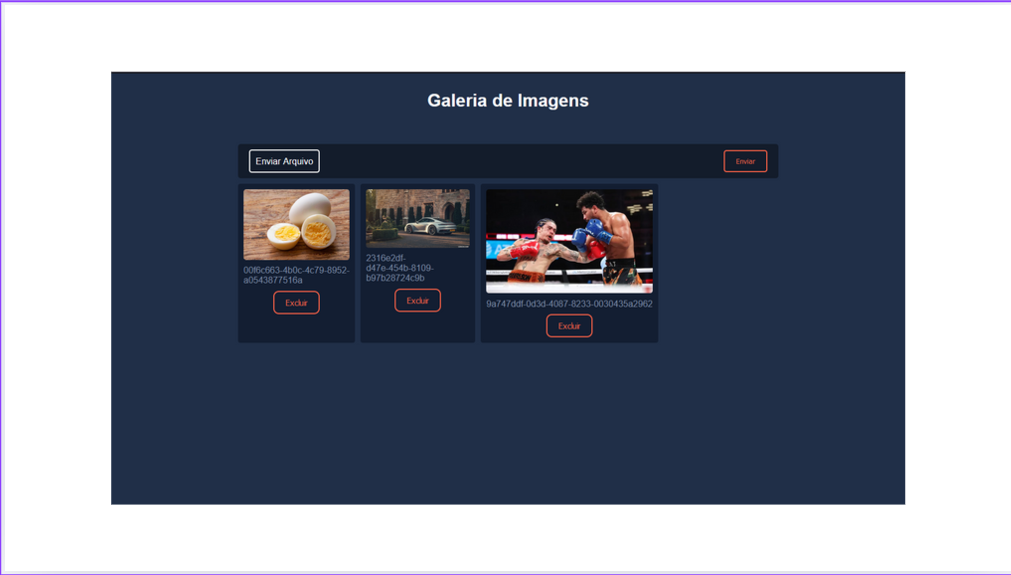 Galeria de Imagens
Enviar Arquivo
Enviar
00f6c663-4b0c-4c79-8952-
a0543877516a
Excluir
2316e2df-
d47e-454b-8109-
b97b28724c9b
Excluir
9a747ddf-0d3d-4087-8233-0030435a2962
Excluir